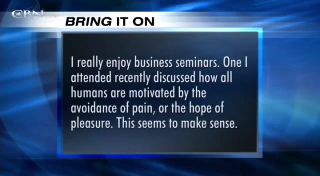 CBN
BRING IT ON
I really enjoy business seminars. One I
attended recently discussed how all
humans are motivated by the
avoidance of pain, or the hope of
pleasure. This seems to make sense.